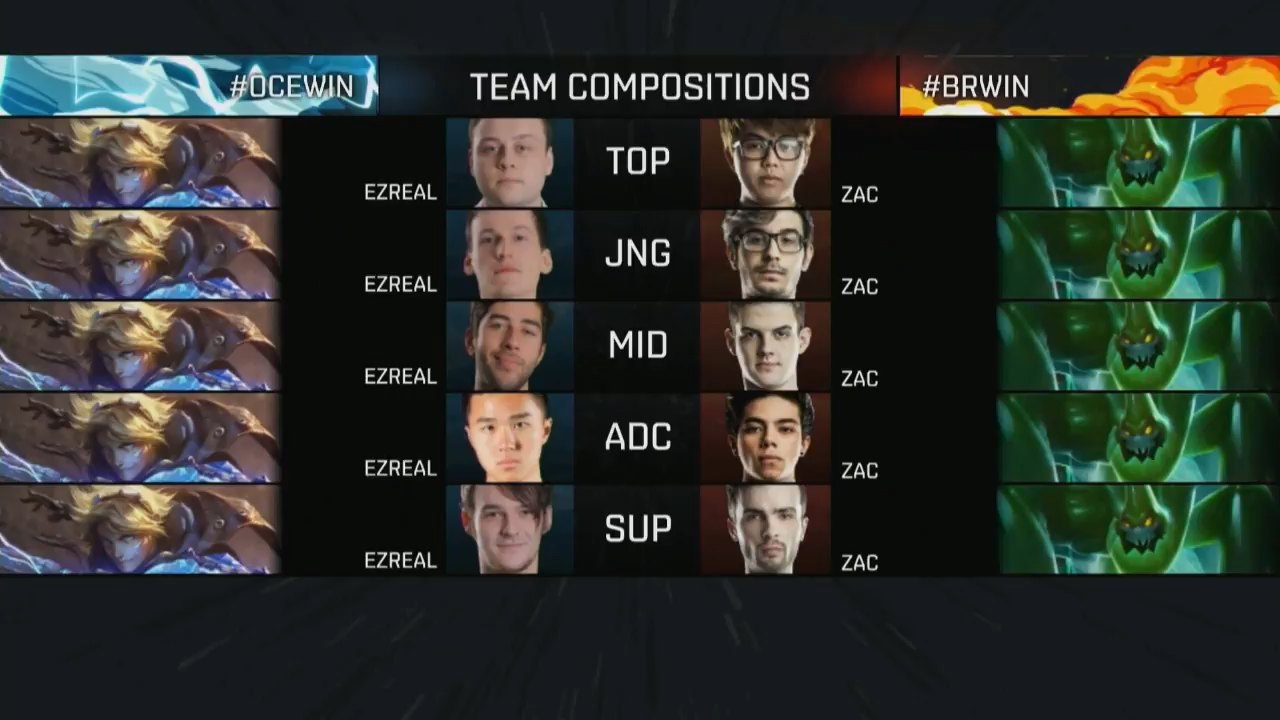 #OCEWIN TEAM COMPOSITIONS #BRWIN
EZREAL TOP ZAC
EZREAL JNG ZAC
EZREAL MID ZAC
EZREAL ADC ZAC
EZREAL SUP ZAC